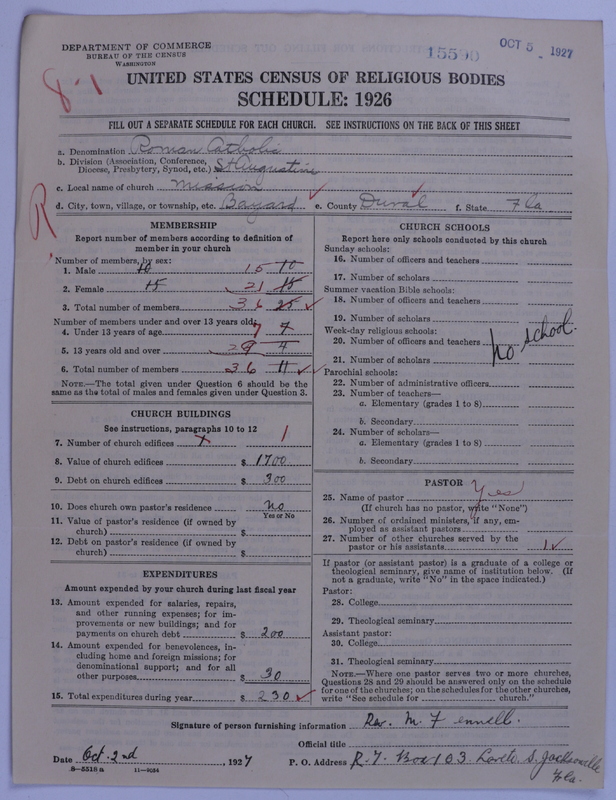 DEPARTMENT OF COMMERCE
BUREAU OF THE CENSUS
WASHINGTON
15590
OCT 5 - 1927
8-1
UNITED STATES CENSUS OF RELIGIOUS BODIES
SCHEDULE: 1926
FILL OUT A SEPARATE SCHEDULE FOR EACH CHURCH. SEE INSTRUCTIONS ON THE BACK OF THIS SHEET
a. Denomination Roman Catholic
b. Division (Association, Conference, Diocese, Presbytery, Synod, etc.) St Augustine
c. Local name of church Mission
R
d. City, town, village, or township, etc. Bayard e. County Duval f. State Fla
MEMBERSHIP
Report number of members according to definition of member in your church
Number of members, by sex:
1. Male 10 15 10
2. Female 15 21 15
3. Total number of members 36 25
Number of members under and over 13 years old:
4. Under 13 years of age 7 7
5. 13 years old and over 29 4
6. Total number of members 36 11
NOTE.—The total given under Question 6 should be the same as the total of males and females given under Question 3.
CHURCH BUILDINGS
See instructions, paragraphs 10 to 12
7. Number of church edifices 1
8. Value of church edifices $ 1700
9. Debt on church edifices $ 300
10. Does church own pastor's residence no
Yes or No
11. Value of pastor's residence (if owned by church) $
12. Debt on pastor's residence (if owned by church) $
EXPENDITURES
Amount expended by your church during last fiscal year
13. Amount expended for salaries, repairs, and other running expenses; for improvements or new buildings; and for payments on church debt $ 200
14. Amount expended for benevolences, including home and foreign missions; for denominational support; and for all other purposes $ 30
15. Total expenditures during year $ 230
CHURCH SCHOOLS
Report here only schools conducted by this church
Sunday schools:
16. Number of officers and teachers
17. Number of scholars
Summer vacation Bible schools:
18. Number of officers and teachers
19. Number of scholars
Week-day religious schools:
20. Number of officers and teachers
No school.
21. Number of scholars
Parochial schools:
22. Number of administrative officers
23. Number of teachers—
a. Elementary (grades 1 to 8)
b. Secondary
24. Number of scholars—
a. Elementary (grades 1 to 8)
b. Secondary
PASTOR
25. Name of pastor Yes
(If church has no pastor, write "None")
26. Number of ordained ministers, if any, employed as assistant pastors
27. Number of other churches served by the pastor or his assistants 1
If pastor (or assistant pastor) is a graduate of a college or theological seminary, give name of institution below. (If not a graduate, write "No" in the space indicated.)
Pastor:
28. College
29. Theological seminary
Assistant pastor:
30. College
31. Theological seminary
NOTE.—Where one pastor serves two or more churches, Questions 28 and 29 should be answered only on the schedule for one of the churches; on the schedules for the other churches, write "See schedule for church."
Signature of person furnishing information Rev. M Fennell.
Official title
Date Oct. 2nd, 1927 P. O. Address R. 7. Box 103. Loreto S. Jacksonville Fla.
8—5518a 11—9054